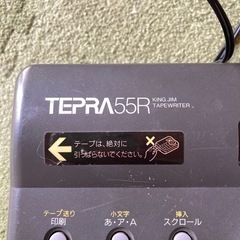 TEPRA55R KING JIM
TAPEWRITER
テープは、絶対に
引っぱらないでください。
テープ送り 小文字 挿入
印刷 あ・ア・A スクロール